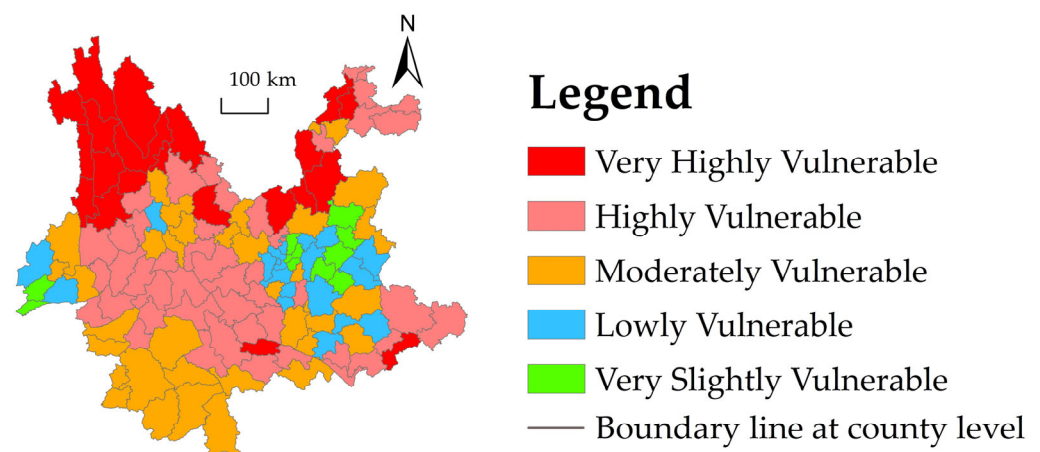 N
100 km
Legend
Very Highly Vulnerable
Highly Vulnerable
Moderately Vulnerable
Lowly Vulnerable
Very Slightly Vulnerable
Boundary line at county level